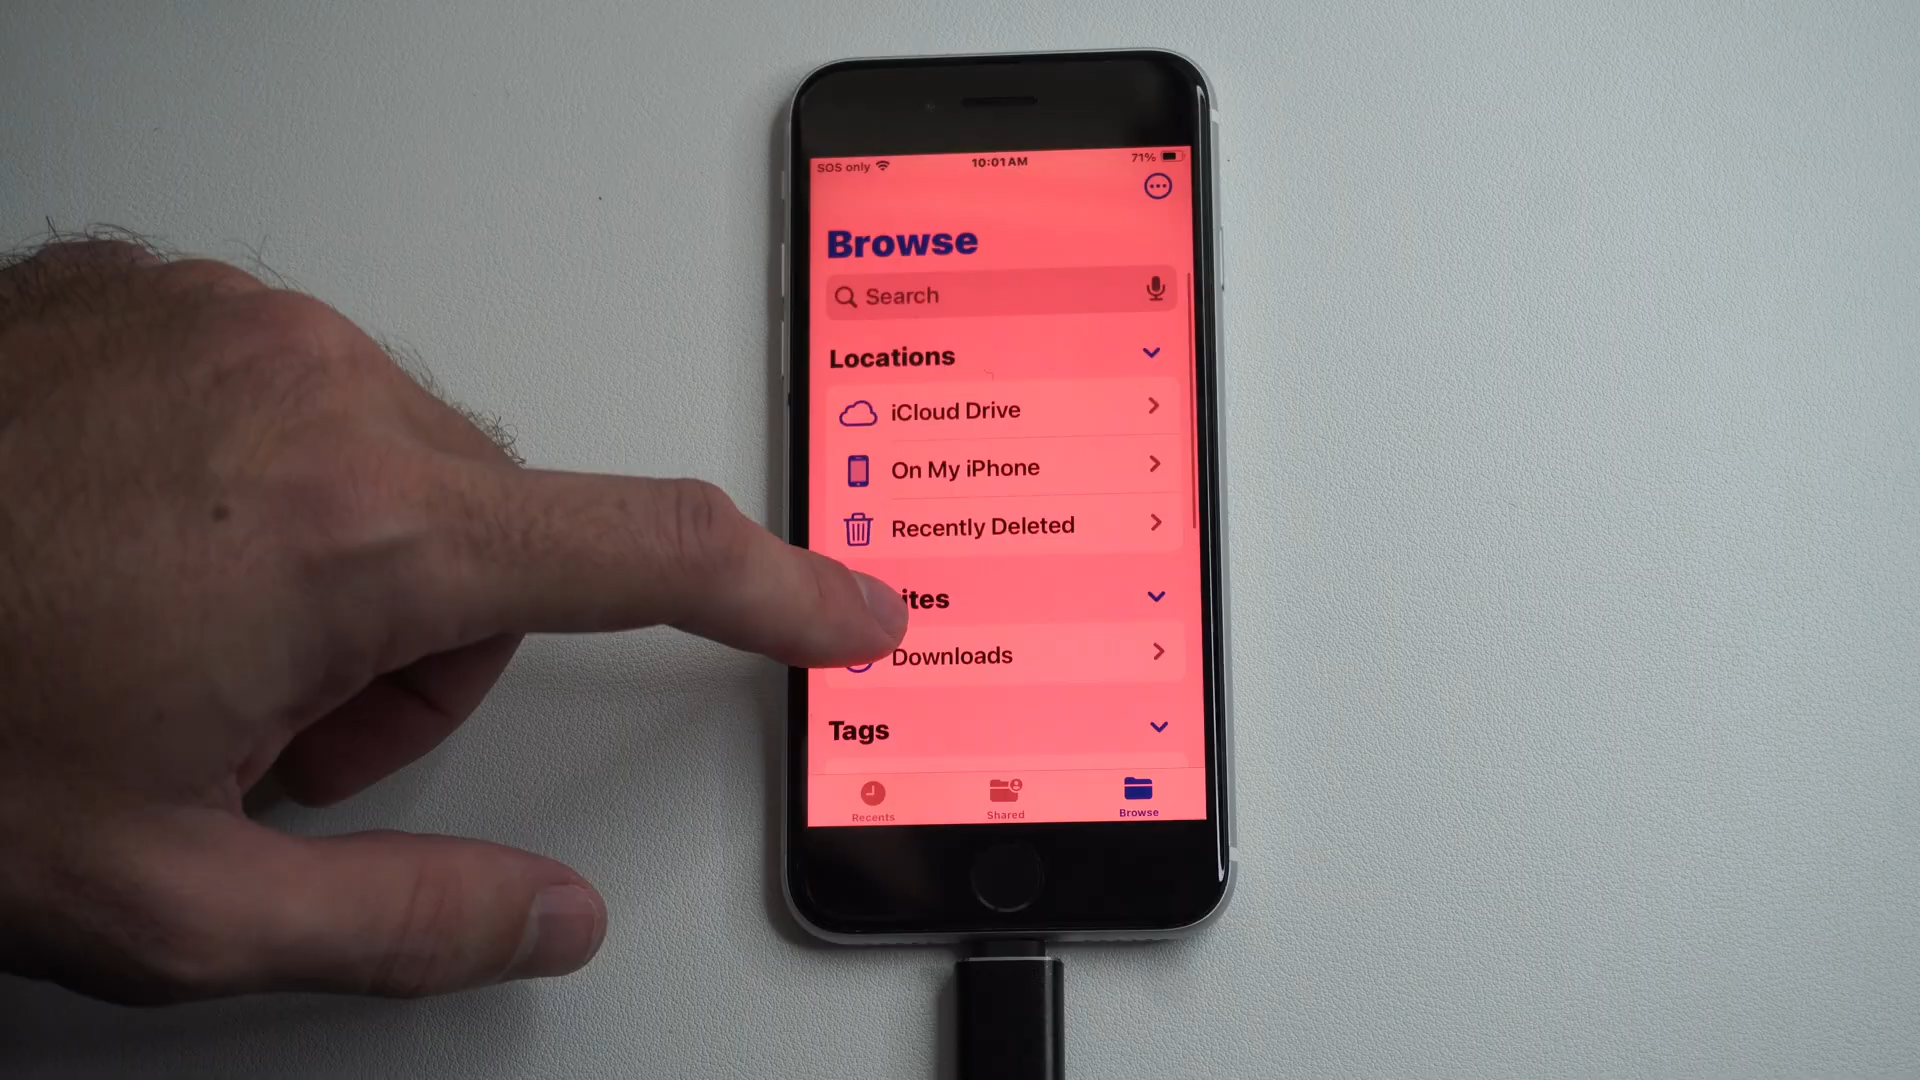 SOS only
10:01 AM
71%
Browse
Search
Locations
iCloud Drive
On My iPhone
Recently Deleted
ites
Downloads
Tags
Recents
Shared
Browse